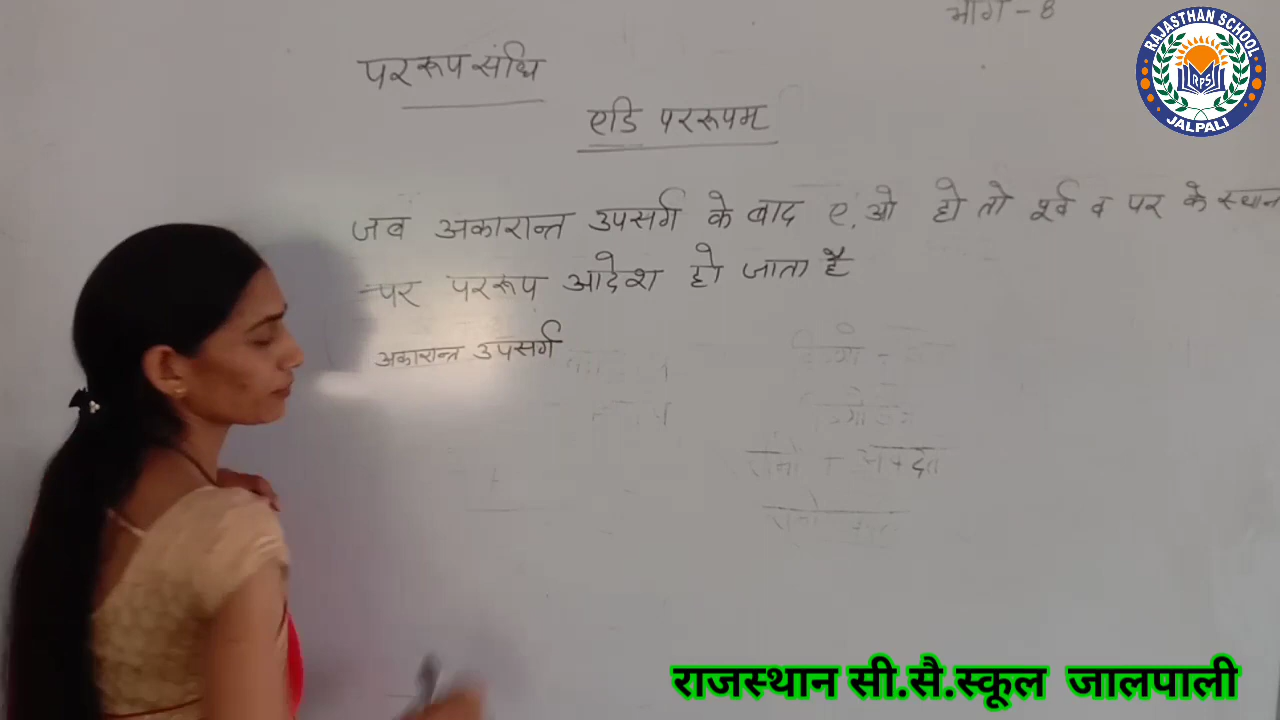 भाग - 8
RAJASTHAN SCHOOL
RPS
JALPALI
पररूप संधि
एडि पररूपम्
जब अकारान्त उपसर्ग के बाद ए, ओ हो तो पूर्व व पर के स्थान
पर पररूप आदेश हो जाता है
अकारान्त उपसर्ग
राजस्थान सी.सै.स्कूल जालपाली